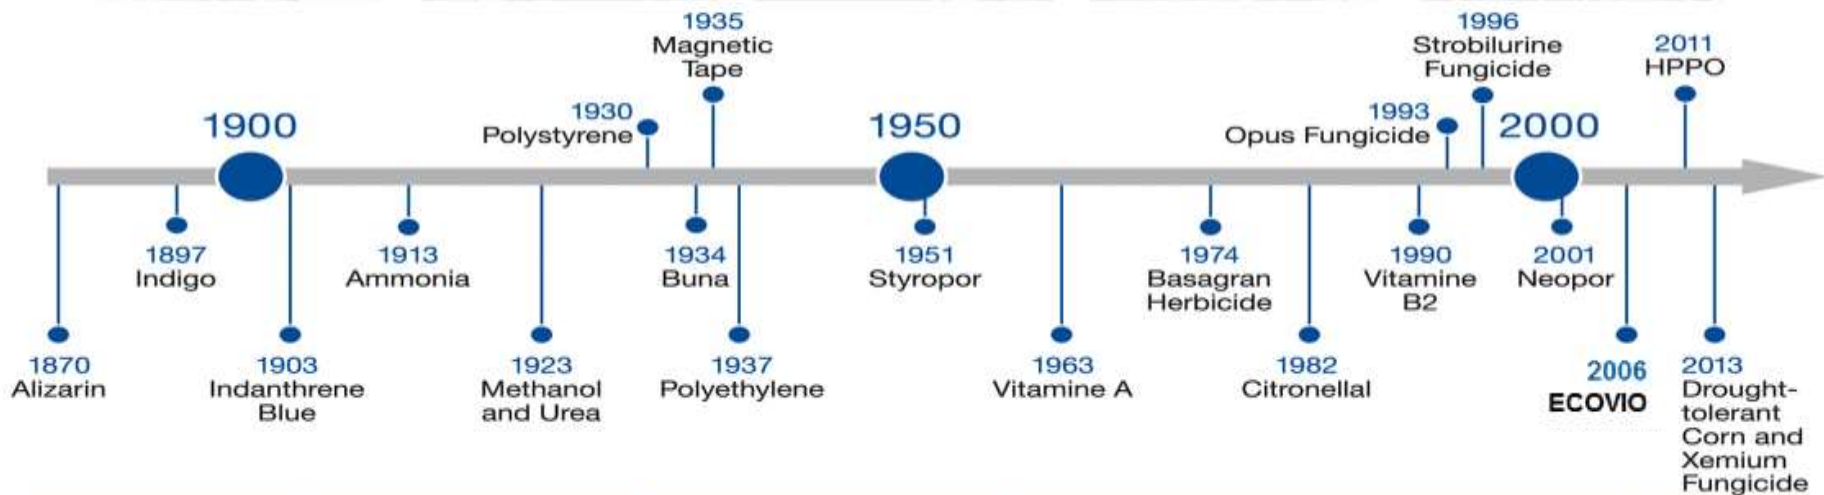 1935
Magnetic
Tape
1996
Strobilurine
Fungicide
2011
HPPO
1900
1930
Polystyrene
1950
1993
Opus Fungicide
2000
1897
Indigo
1913
Ammonia
1934
Buna
1951
Styropor
1974
Basagran
Herbicide
1990
Vitamine
B2
2001
Neopor
1870
Alizarin
1903
Indanthrene
Blue
1923
Methanol
and Urea
1937
Polyethylene
1963
Vitamine A
1982
Citronellal
2006
ECOVIO
2013
Drought-
tolerant
Corn and
Xemium
Fungicide